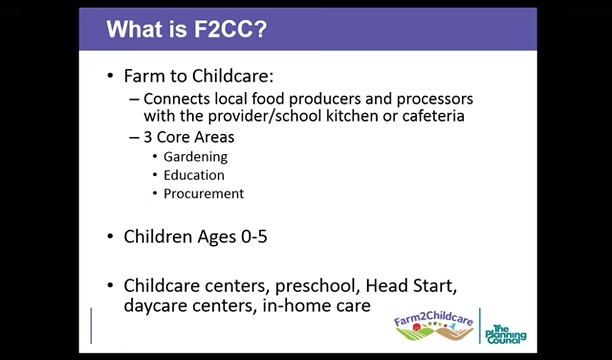 What is F2CC?
• Farm to Childcare:
– Connects local food producers and processors
with the provider/school kitchen or cafeteria
– 3 Core Areas
• Gardening
• Education
• Procurement
• Children Ages 0-5
• Childcare centers, preschool, Head Start,
daycare centers, in-home care
Farm2Childcare
The
Planning
Council